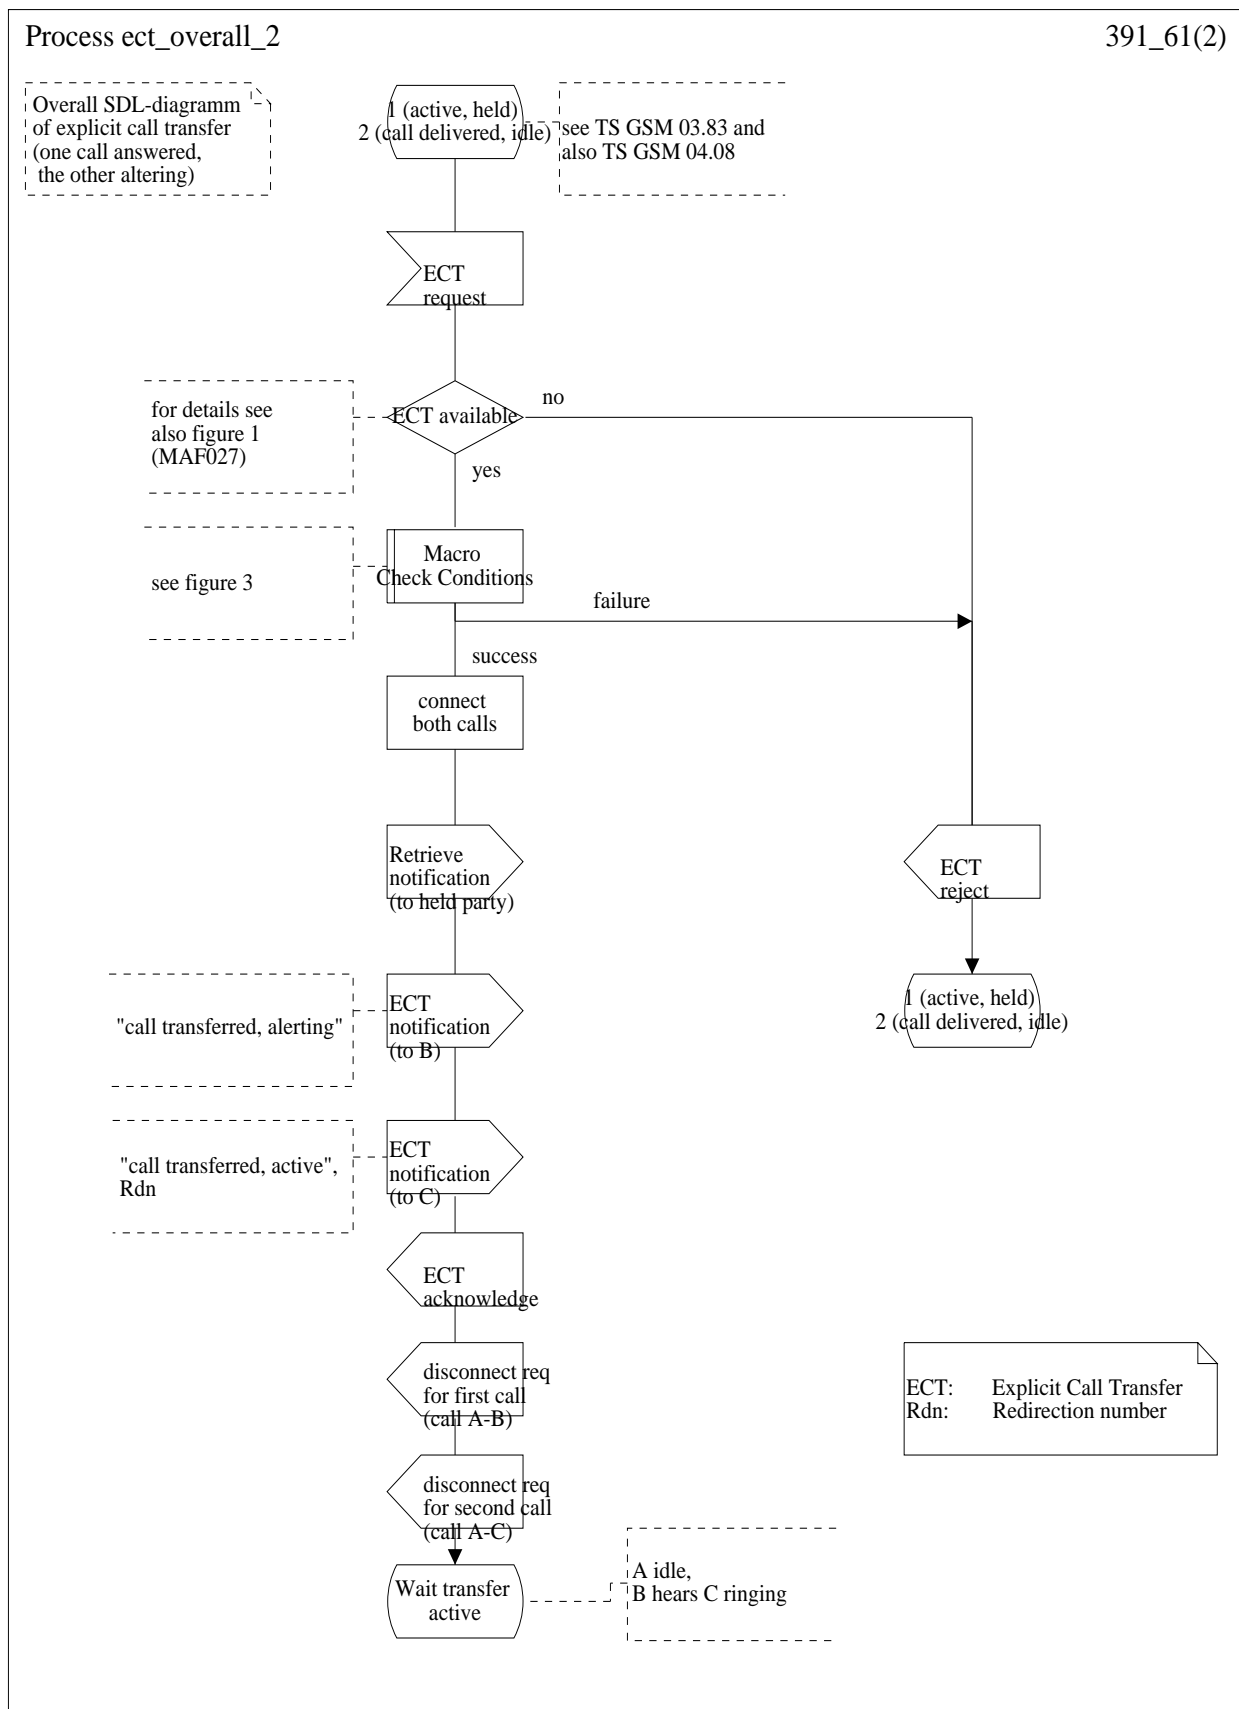 Process ect_overall_2
391_61(2)
Overall SDL-diagramm
of explicit call transfer
(one call answered,
the other altering)
1 (active, held)
2 (call delivered, idle)
see TS GSM 03.83 and
also TS GSM 04.08
ECT
request
for details see
also figure 1
(MAF027)
ECT available
no
yes
see figure 3
Macro
Check Conditions
failure
success
connect
both calls
Retrieve
notification
(to held party)
ECT
reject
"call transferred, alerting"
ECT
notification
(to B)
1 (active, held)
2 (call delivered, idle)
"call transferred, active",
Rdn
ECT
notification
(to C)
ECT
acknowledge
disconnect req
for first call
(call A-B)
ECT: Explicit Call Transfer
Rdn: Redirection number
disconnect req
for second call
(call A-C)
Wait transfer
active
A idle,
B hears C ringing